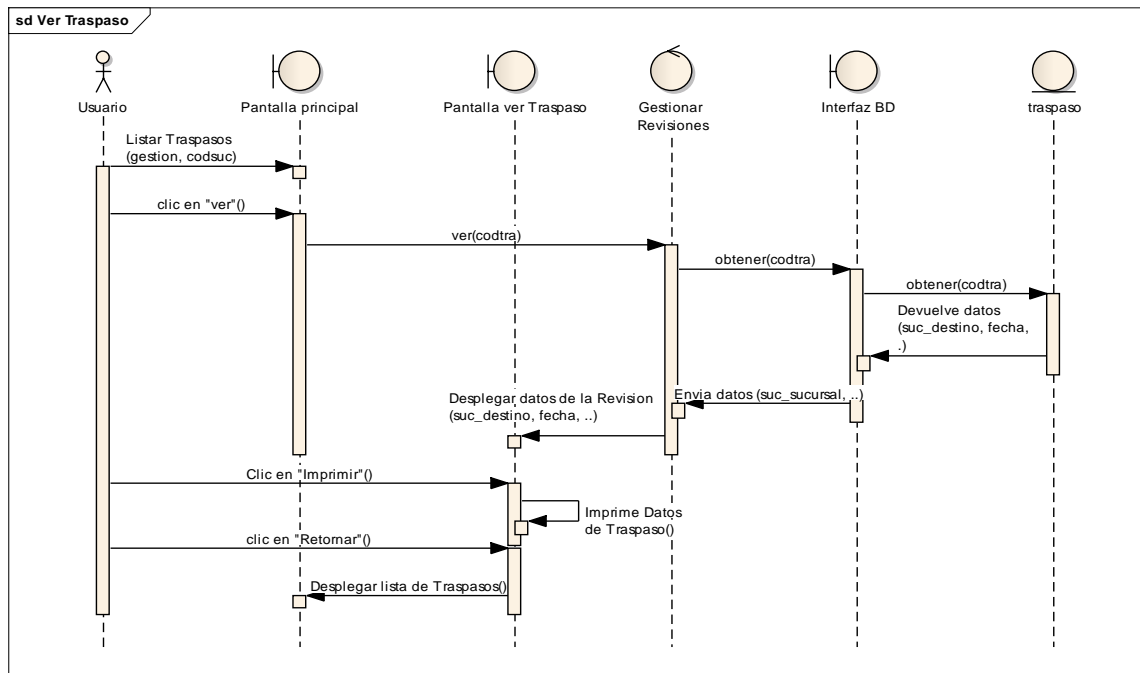 sd Ver Traspaso
Usuario
Pantalla principal
Pantalla ver Traspaso
Gestionar
Revisiones
Interfaz BD
traspaso
Listar Traspasos
(gestion, codsuc)
clic en "ver"()
ver(codtra)
obtener(codtra)
obtener(codtra)
Devuelve datos
(suc_destino, fecha,
.)
Envia datos (suc_sucursal, ..)
Desplegar datos de la Revision
(suc_destino, fecha, ..)
Clic en "Imprimir"()
Imprime Datos
de Traspaso()
clic en "Retornar"()
Desplegar lista de Traspasos()